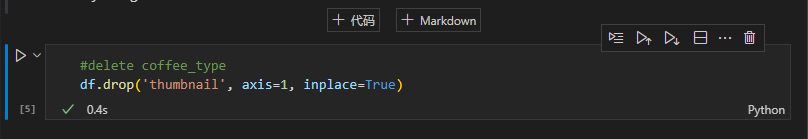 + 代码 + Markdown
#delete coffee_type
df.drop('thumbnail', axis=1, inplace=True)
[5] 0.4s Python